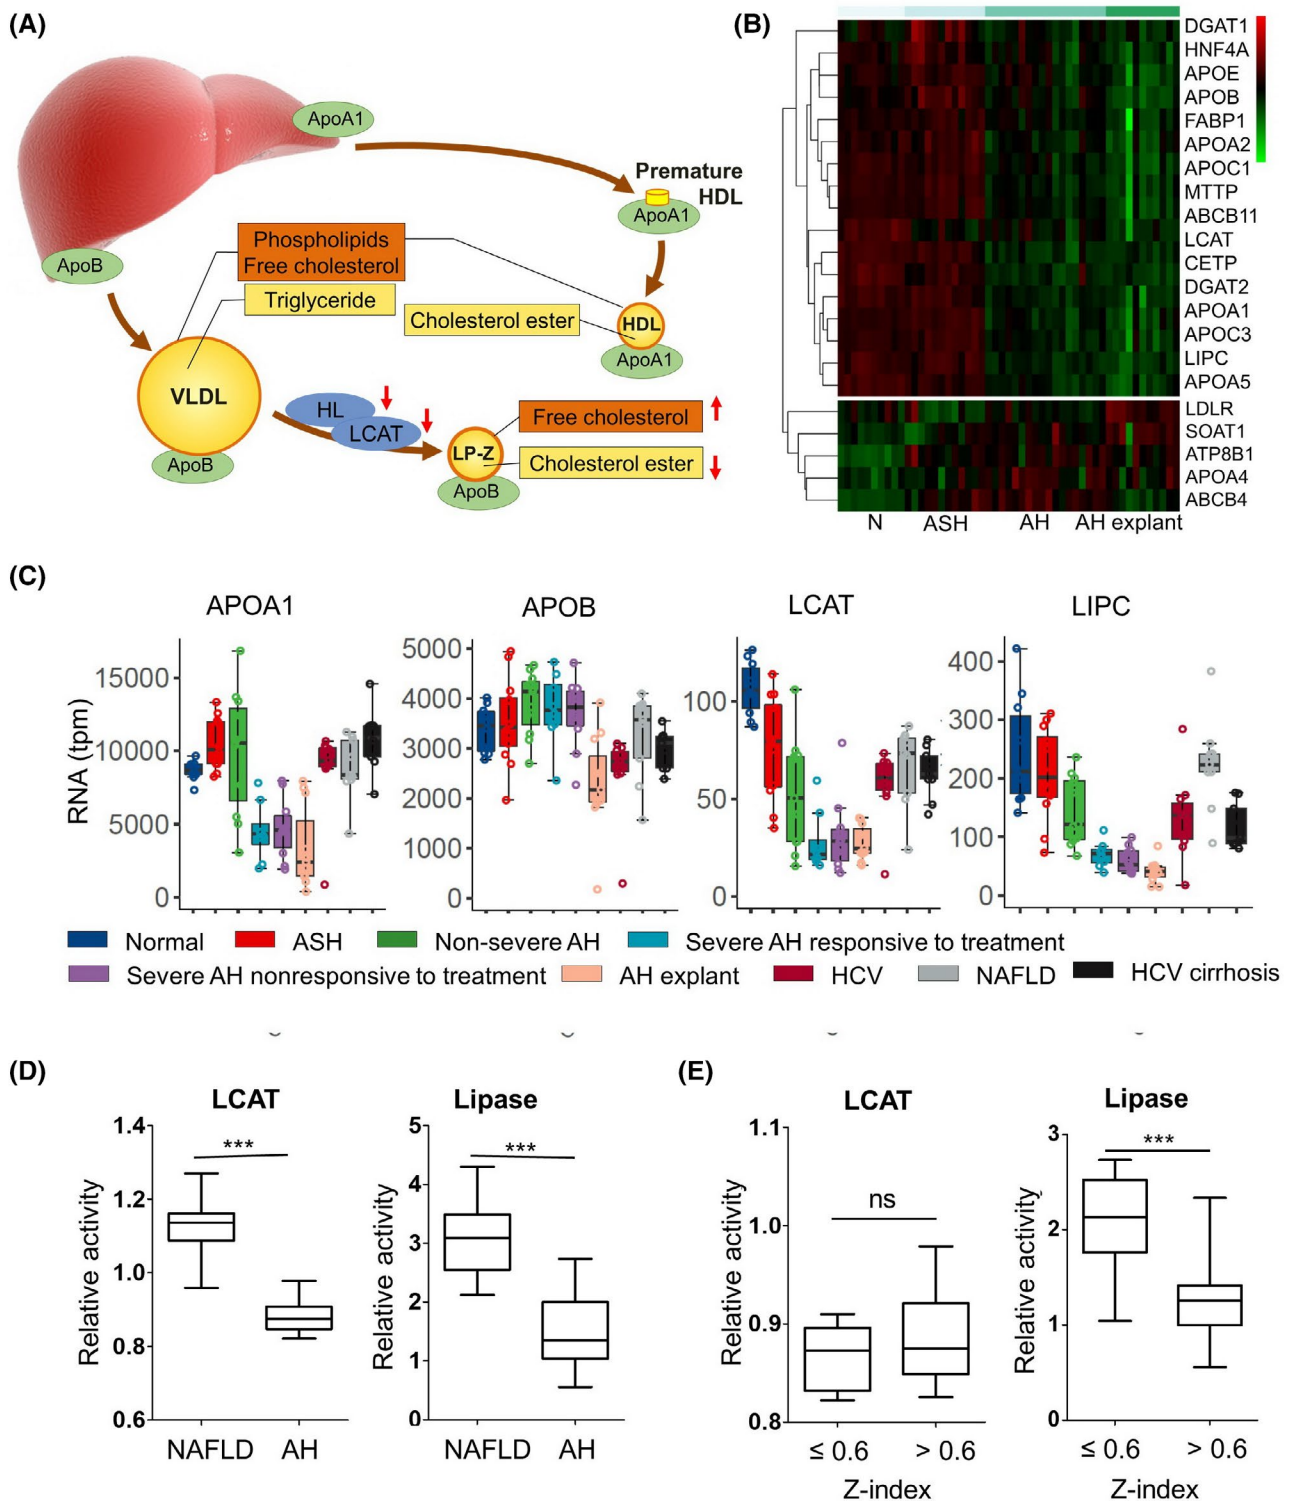 (A)
ApoA1
Premature
HDL
ApoA1
ApoB
Phospholipids
Free cholesterol
Triglyceride
Cholesterol ester
HDL
ApoA1
VLDL
ApoB
HL
LCAT
Free cholesterol
LP-Z
Cholesterol ester
ApoB
(B)
DGAT1
HNF4A
APOE
APOB
FABP1
APOA2
APOC1
MTTP
ABCB11
LCAT
CETP
DGAT2
APOA1
APOC3
LIPC
APOA5
LDLR
SOAT1
ATP8B1
APOA4
ABCB4
N ASH AH AH explant
(C)
APOA1 APOB LCAT LIPC
RNA (tpm)
15000
10000
5000
0
5000
4000
3000
2000
1000
0
100
50
0
400
300
200
100
0
Normal ASH Non-severe AH Severe AH responsive to treatment
Severe AH nonresponsive to treatment AH explant HCV NAFLD HCV cirrhosis
(D)
LCAT
Relative activity
1.4
1.2
1.0
0.8
0.6
***
NAFLD AH
Lipase
Relative activity
5
4
3
2
1
0
***
NAFLD AH
(E)
LCAT
Relative activity
1.1
1.0
0.9
0.8
ns
≤ 0.6 > 0.6
Z-index
Lipase
Relative activity
3
2
1
0
***
≤ 0.6 > 0.6
Z-index